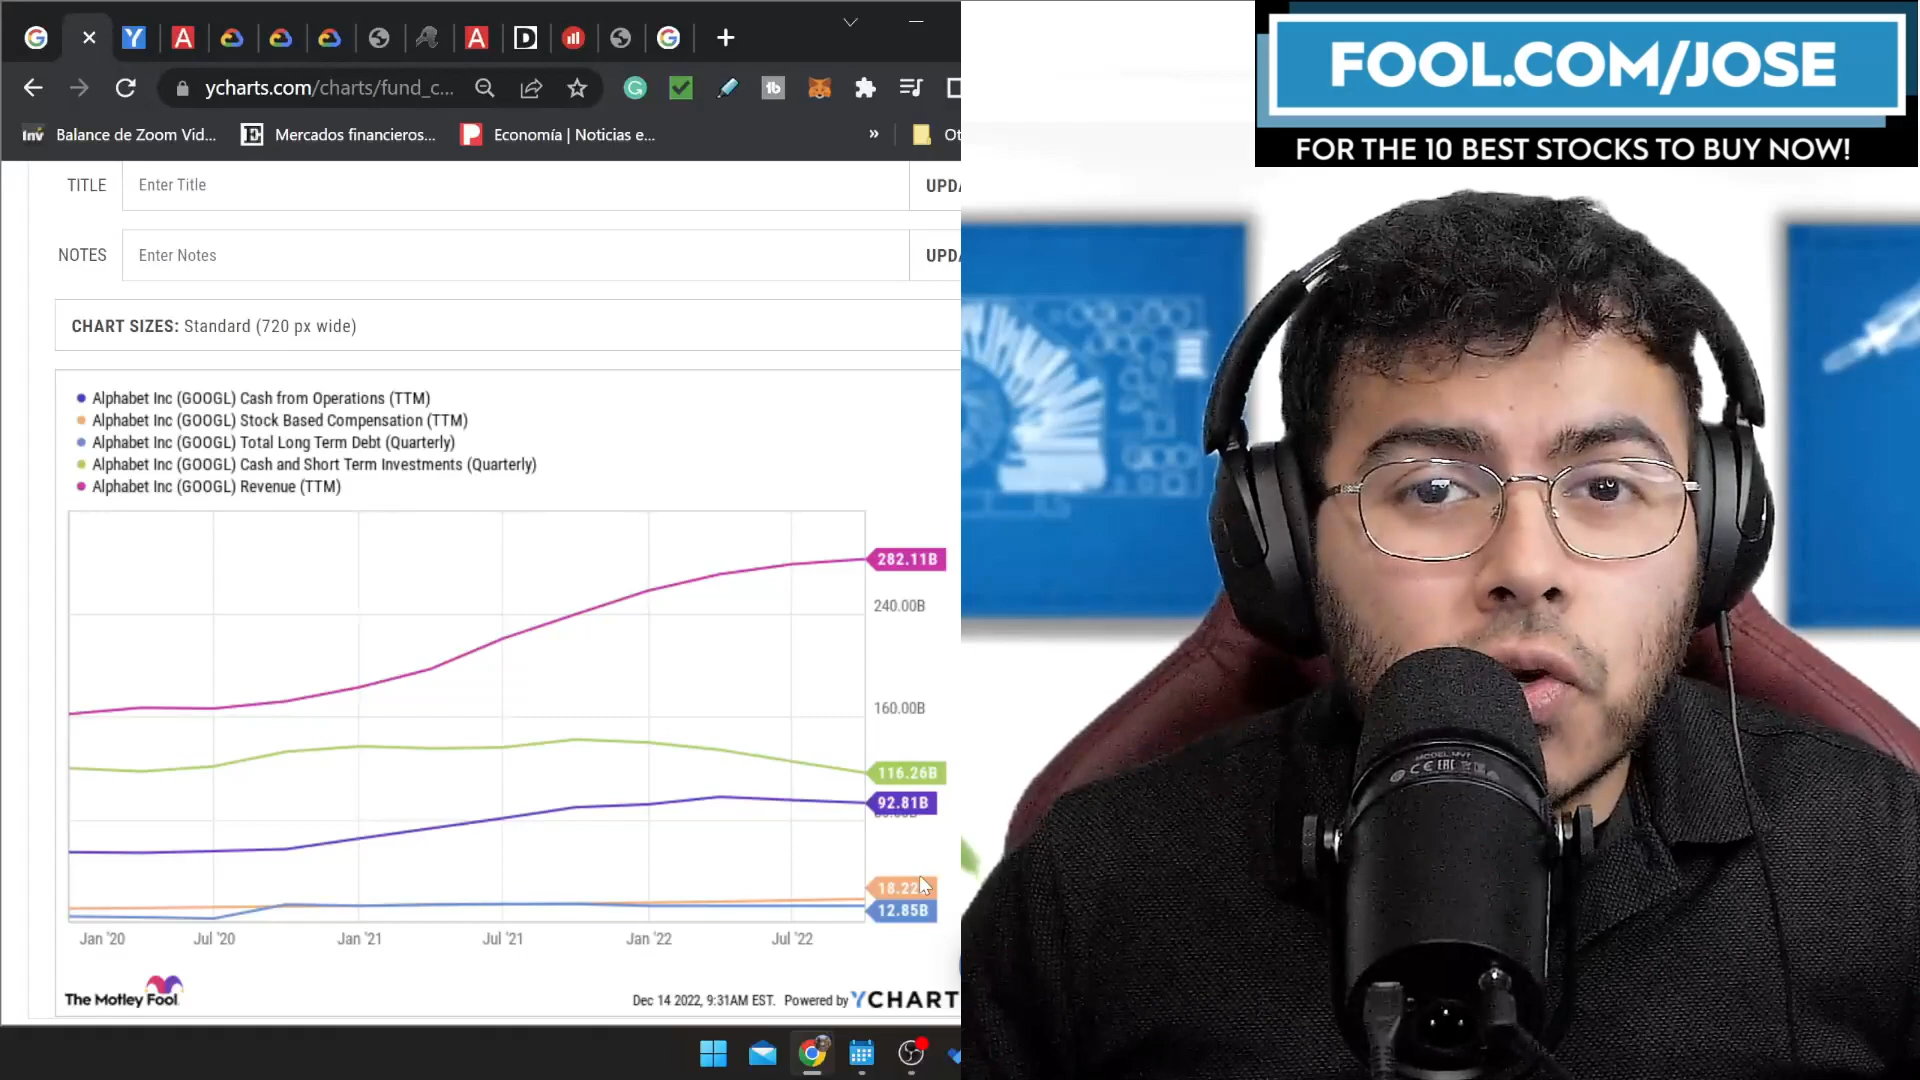 ycharts.com/charts/fund_c...
Inv Balance de Zoom Vid...
E Mercados financieros...
P Economía | Noticias e...
»
TITLE
Enter Title
NOTES
Enter Notes
CHART SIZES: Standard (720 px wide)
Alphabet Inc (GOOGL) Cash from Operations (TTM)
Alphabet Inc (GOOGL) Stock Based Compensation (TTM)
Alphabet Inc (GOOGL) Total Long Term Debt (Quarterly)
Alphabet Inc (GOOGL) Cash and Short Term Investments (Quarterly)
Alphabet Inc (GOOGL) Revenue (TTM)
282.11B
240.00B
160.00B
116.26B
92.81B
18.22
12.85B
Jan '20 Jul '20 Jan '21 Jul '21 Jan '22 Jul '22
The Motley Fool.
Dec 14 2022, 9:31AM EST. Powered by YCHART
FOOL.COM/JOSE
FOR THE 10 BEST STOCKS TO BUY NOW!